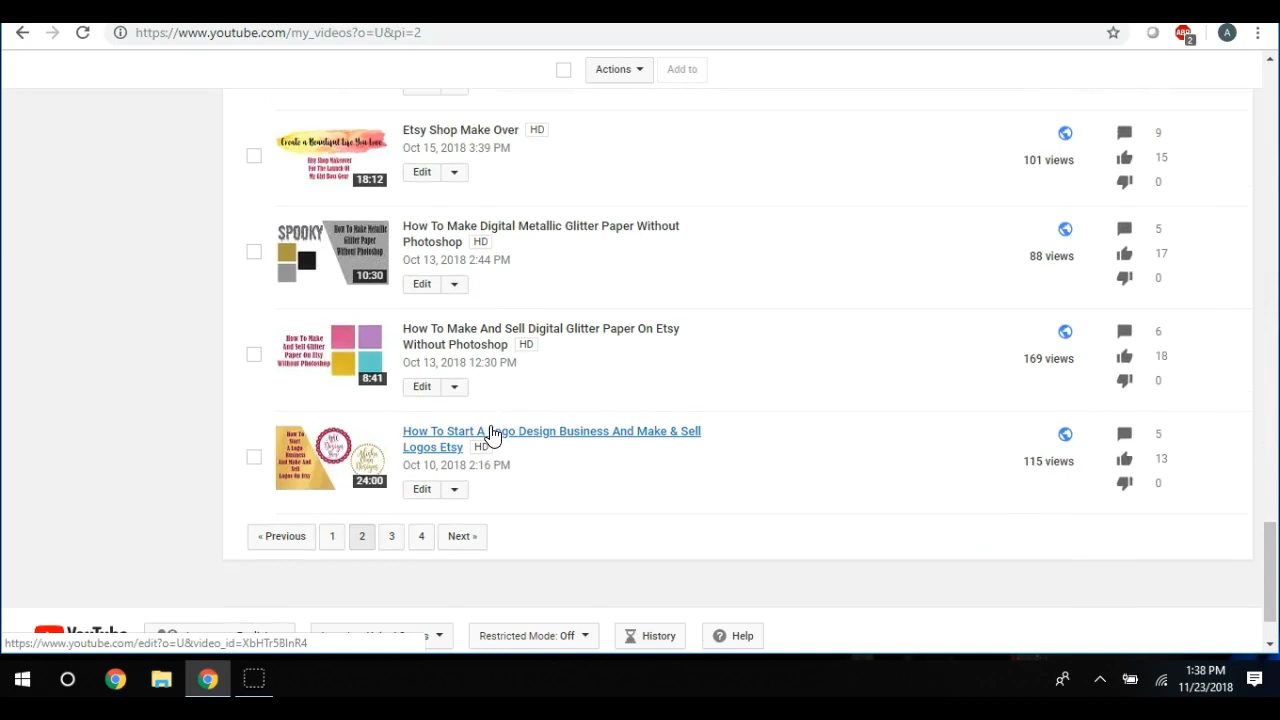 https://www.youtube.com/my_videos?o=U&pi=2
ABP
2
A
Actions
Add to
Create a Beautiful Life You Love
Etsy Shop Makeover
For The Launch Of
My Girl Boss Gear
18:12
Etsy Shop Make Over HD
Oct 15, 2018 3:39 PM
Edit
101 views
9
15
0
SPOOKY
How To Make Metallic
Glitter Paper
Without Photoshop
10:30
How To Make Digital Metallic Glitter Paper Without
Photoshop HD
Oct 13, 2018 2:44 PM
Edit
88 views
5
17
0
How To Make
And Sell Glitter
Paper On Etsy
Without Photoshop
8:41
How To Make And Sell Digital Glitter Paper On Etsy
Without Photoshop HD
Oct 13, 2018 12:30 PM
Edit
169 views
6
18
0
How To
Start
A Logo
Business
And Make And
Sell
Logos On Etsy
24:00
How To Start A Logo Design Business And Make & Sell
Logos Etsy HD
Oct 10, 2018 2:16 PM
Edit
115 views
5
13
0
« Previous 1 2 3 4 Next »
YouTube
Restricted Mode: Off
History
Help
https://www.youtube.com/edit?o=U&video_id=XbHTr5BlnR4
1:38 PM
11/23/2018